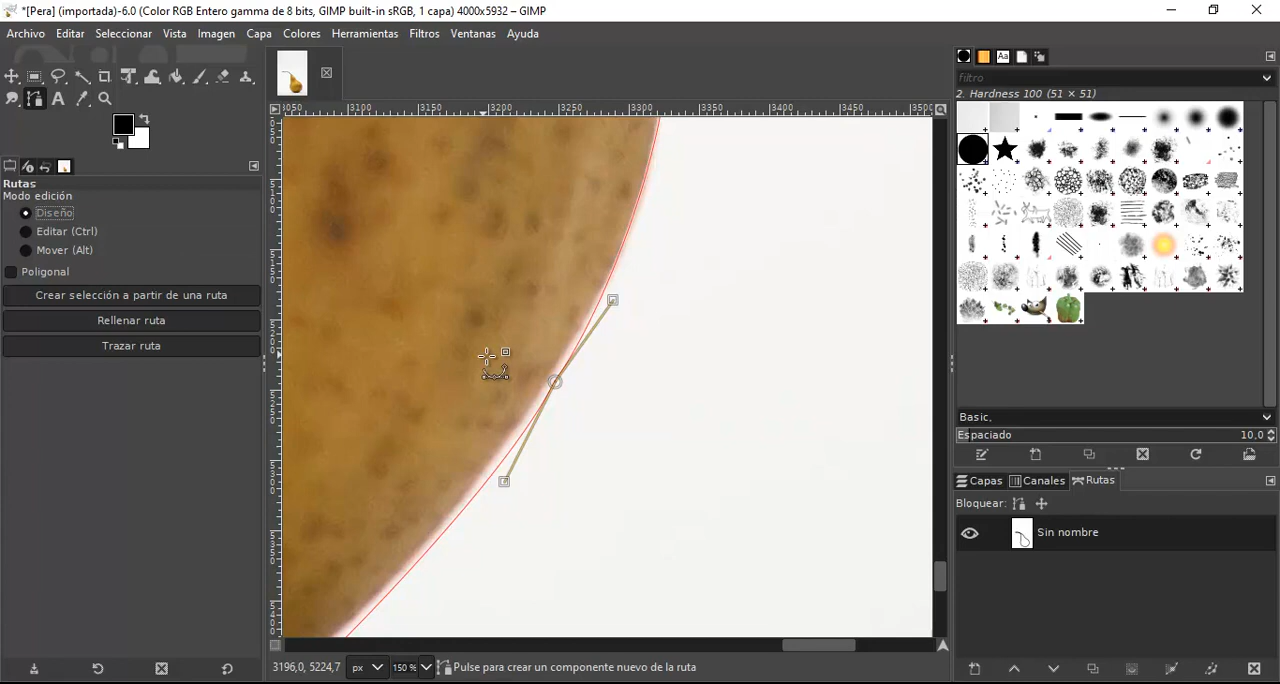 *[Pera] (importada)-6.0 (Color RGB Entero gamma de 8 bits, GIMP built-in sRGB, 1 capa) 4000x5932 – GIMP
Archivo Editar Seleccionar Vista Imagen Capa Colores Herramientas Filtros Ventanas Ayuda
filtro
2. Hardness 100 (51 × 51)
3050 3100 3150 3200 3250 3300 3350 3400 3450 3500
Rutas
Modo edición
Diseño
Editar (Ctrl)
Mover (Alt)
Poligonal
Crear selección a partir de una ruta
Rellenar ruta
Trazar ruta
Basic,
Espaciado 10,0
Capas Canales Rutas
Bloquear:
Sin nombre
3196,0, 5224,7 px 150 % Pulse para crear un componente nuevo de la ruta